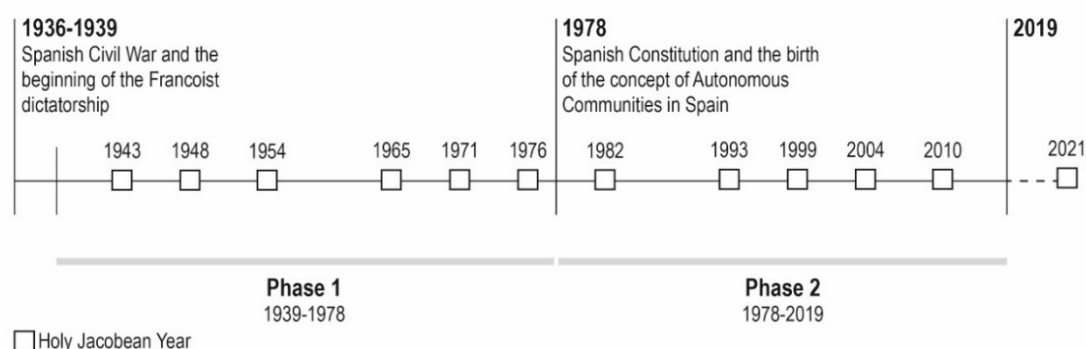 1936-1939
Spanish Civil War and the
beginning of the Francoist
dictatorship
1978
Spanish Constitution and the birth
of the concept of Autonomous
Communities in Spain
2019
1943 1948 1954 1965 1971 1976 1982 1993 1999 2004 2010 2021
Phase 1
1939-1978
Phase 2
1978-2019
Holy Jacobean Year